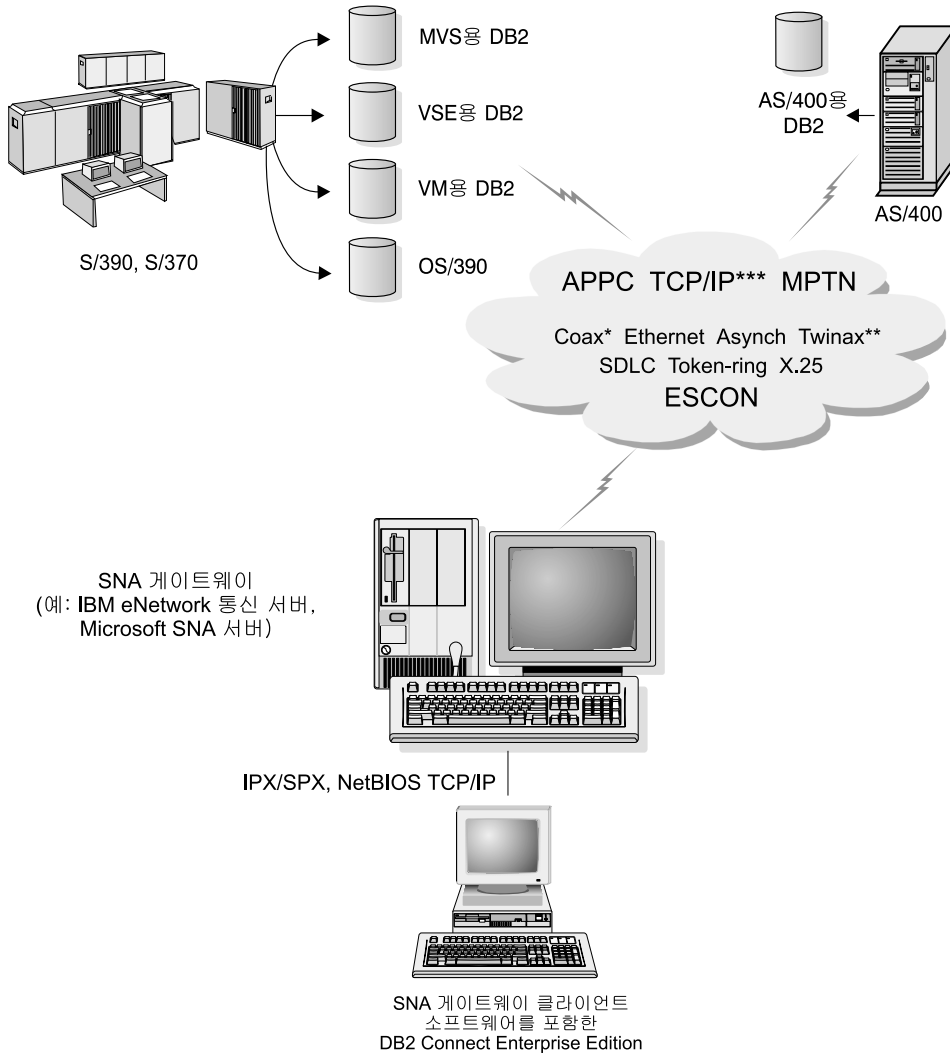 MVS용 DB2
VSE용 DB2
VM용 DB2
OS/390
S/390, S/370
AS/400용
DB2
AS/400
APPC TCP/IP*** MPTN
Coax* Ethernet Asynch Twinax**
SDLC Token-ring X.25
ESCON
SNA 게이트웨이
(예: IBM eNetwork 통신 서버,
Microsoft SNA 서버)
IPX/SPX, NetBIOS TCP/IP
SNA 게이트웨이 클라이언트
소프트웨어를 포함한
DB2 Connect Enterprise Edition